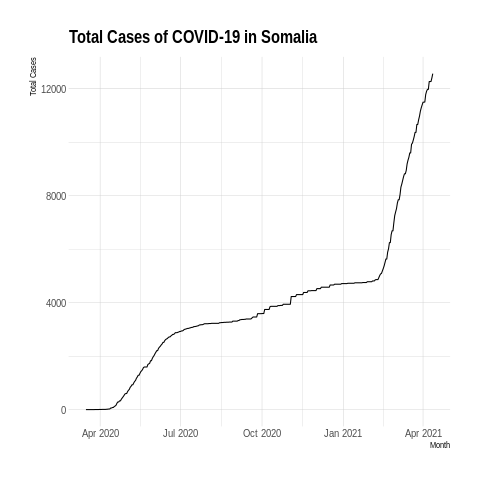 Total Cases of COVID-19 in Somalia
Total Cases
12000
8000
4000
0
Apr 2020 Jul 2020 Oct 2020 Jan 2021 Apr 2021
Month